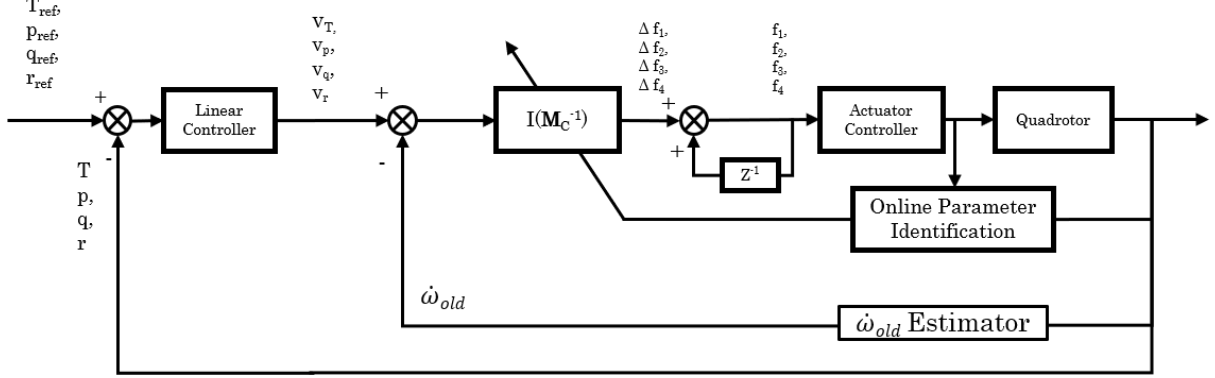 T_ref,
p_ref,
q_ref,
r_ref
+
-
T
p,
q,
r
Linear
Controller
v_T,
v_p,
v_q,
v_r
+
-
I(M_C^-1)
Δ f_1,
Δ f_2,
Δ f_3,
Δ f_4
+
+
Z^-1
f_1,
f_2,
f_3,
f_4
Actuator
Controller
Quadrotor
Online Parameter
Identification
ω̇_old
ω̇_old Estimator